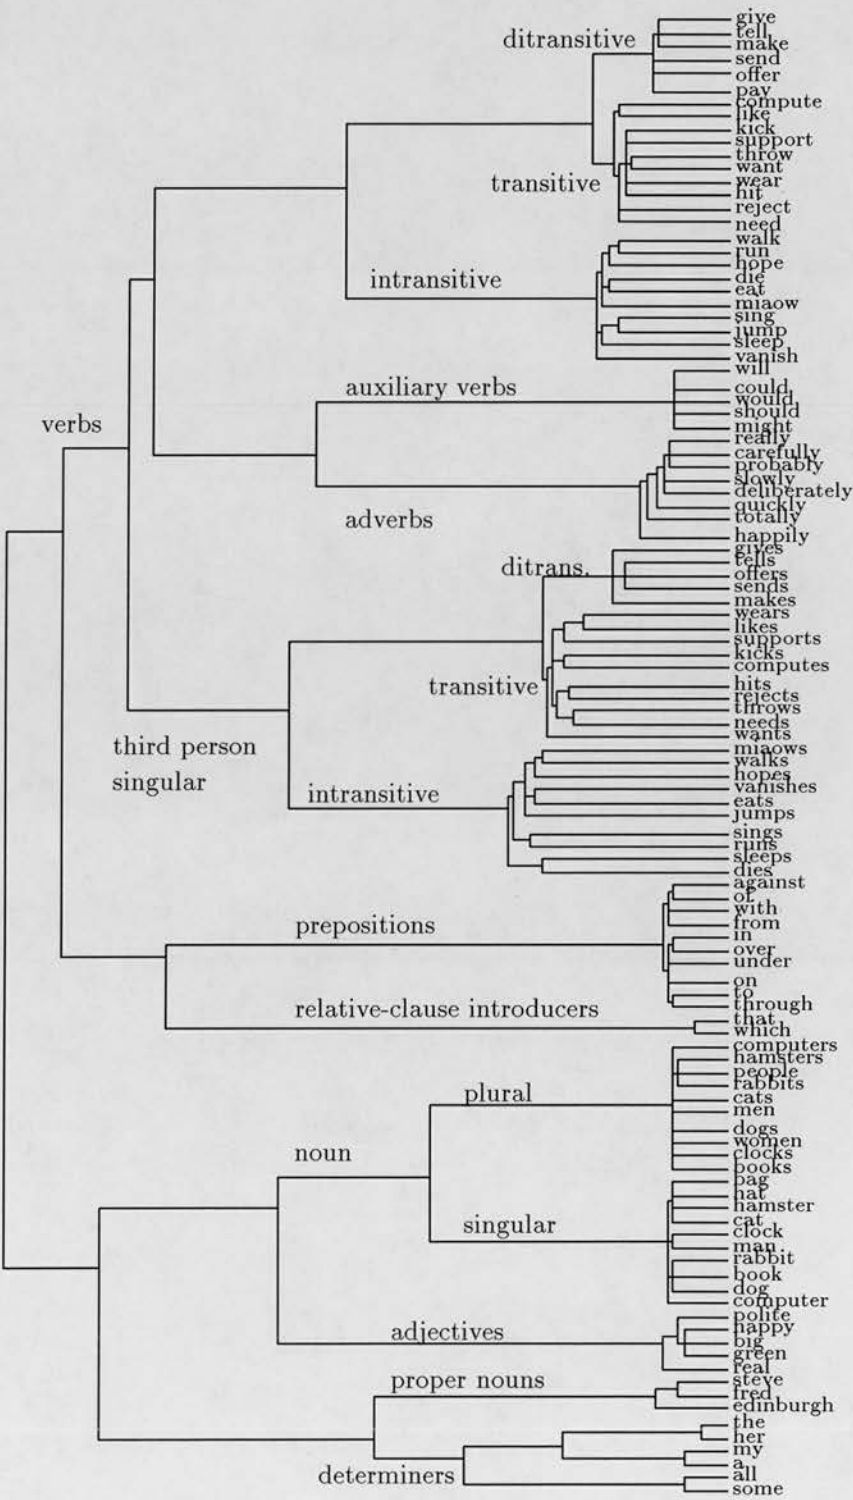 give
tell
ditransitive
make
send
offer
pay
compute
like
kick
support
throw
want
transitive
wear
hit
reject
need
walk
run
hope
intransitive
die
eat
miaow
sing
jump
sleep
vanish
will
auxiliary verbs
could
would
should
might
verbs
really
carefully
probably
slowly
deliberately
quickly
totally
adverbs
happily
gives
tells
ditrans.
offers
sends
makes
wears
likes
supports
kicks
computes
transitive
hits
rejects
throws
needs
wants
third person
miaows
walks
hopes
singular
vanishes
intransitive
eats
jumps
sings
runs
sleeps
dies
against
of
with
prepositions
from
in
over
under
on
to
relative-clause introducers
through
that
which
computers
hamsters
people
rabbits
plural
cats
men
dogs
women
noun
clocks
books
bag
hat
hamster
cat
singular
clock
man
rabbit
book
dog
computer
polite
happy
adjectives
big
green
real
proper nouns
steve
fred
edinburgh
the
her
my
a
determiners
all
some